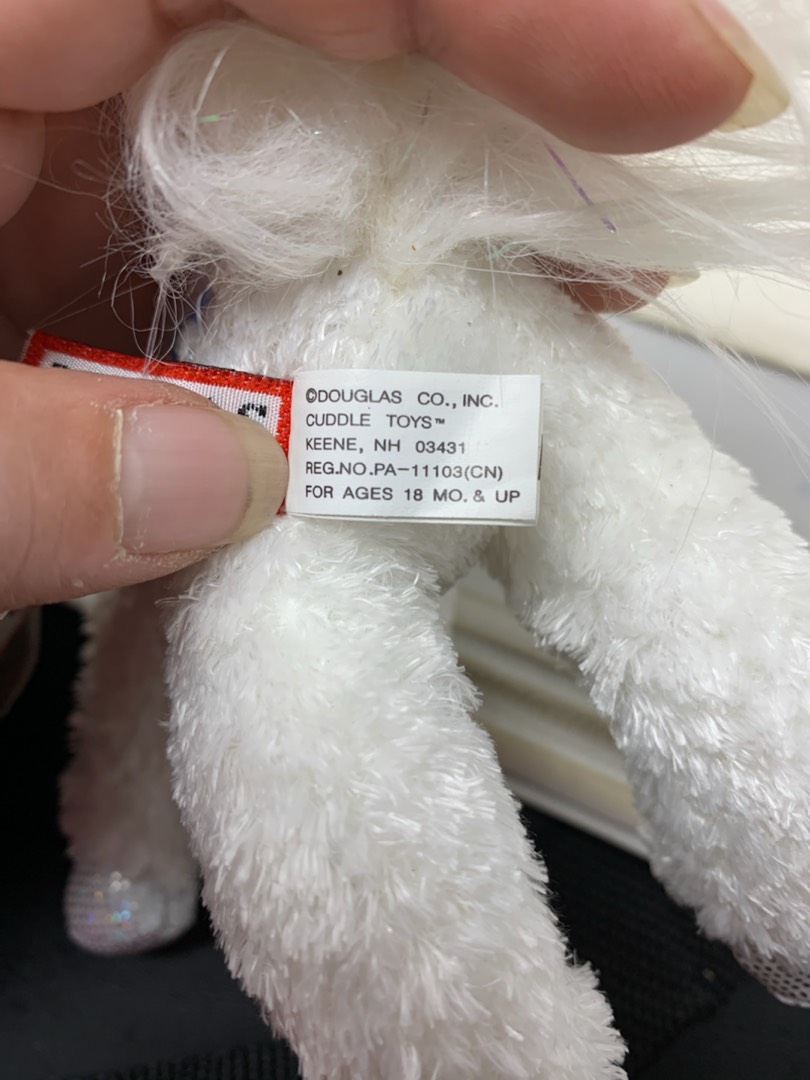 ©DOUGLAS CO., INC.
CUDDLE TOYS™
KEENE, NH 03431
REG.NO.PA-11103(CN)
FOR AGES 18 MO. & UP